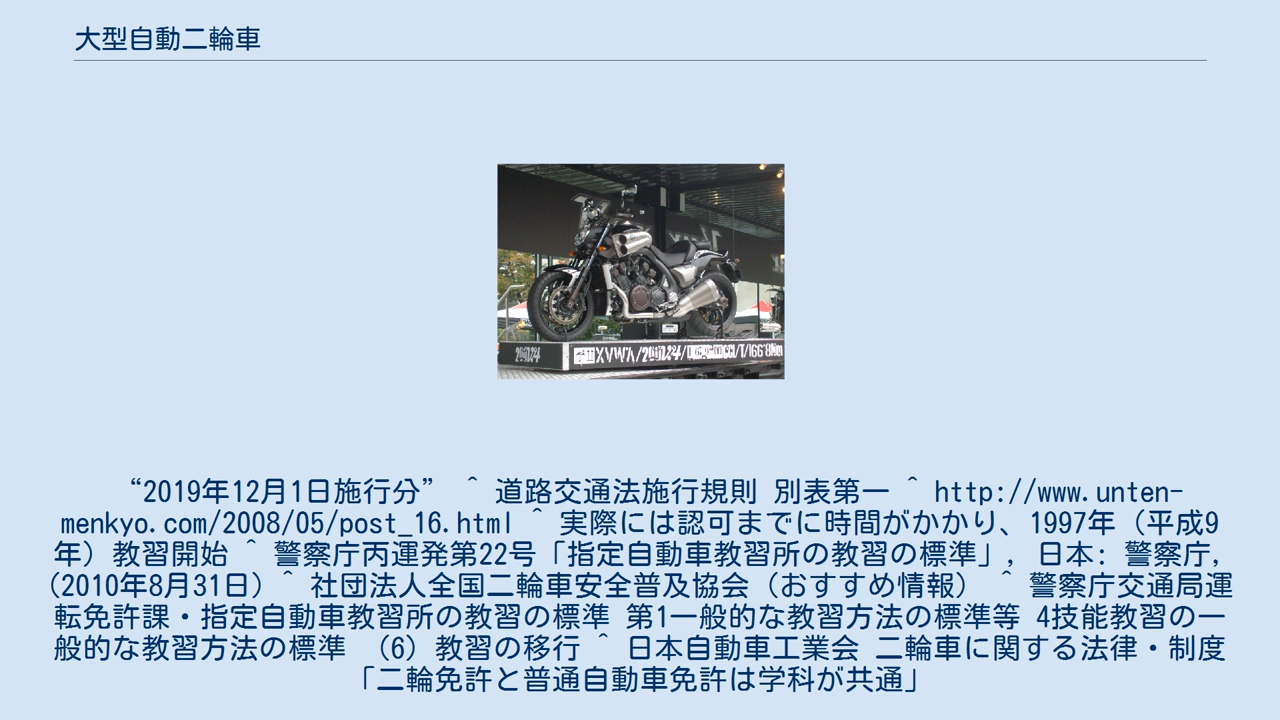 大型自動二輪車
“2019年12月1日施行分” ^ 道路交通法施行規則 別表第一 ^ http://www.unten-
menkyo.com/2008/05/post_16.html ^ 実際には認可までに時間がかかり、1997年（平成9
年）教習開始 ^ 警察庁丙運発第22号「指定自動車教習所の教習の標準」, 日本: 警察庁,
(2010年8月31日) ^ 社団法人全国二輪車安全普及協会（おすすめ情報） ^ 警察庁交通局運
転免許課・指定自動車教習所の教習の標準 第1一般的な教習方法の標準等 4技能教習の一
般的な教習方法の標準 （6）教習の移行 ^ 日本自動車工業会 二輪車に関する法律・制度
「二輪免許と普通自動車免許は学科が共通」